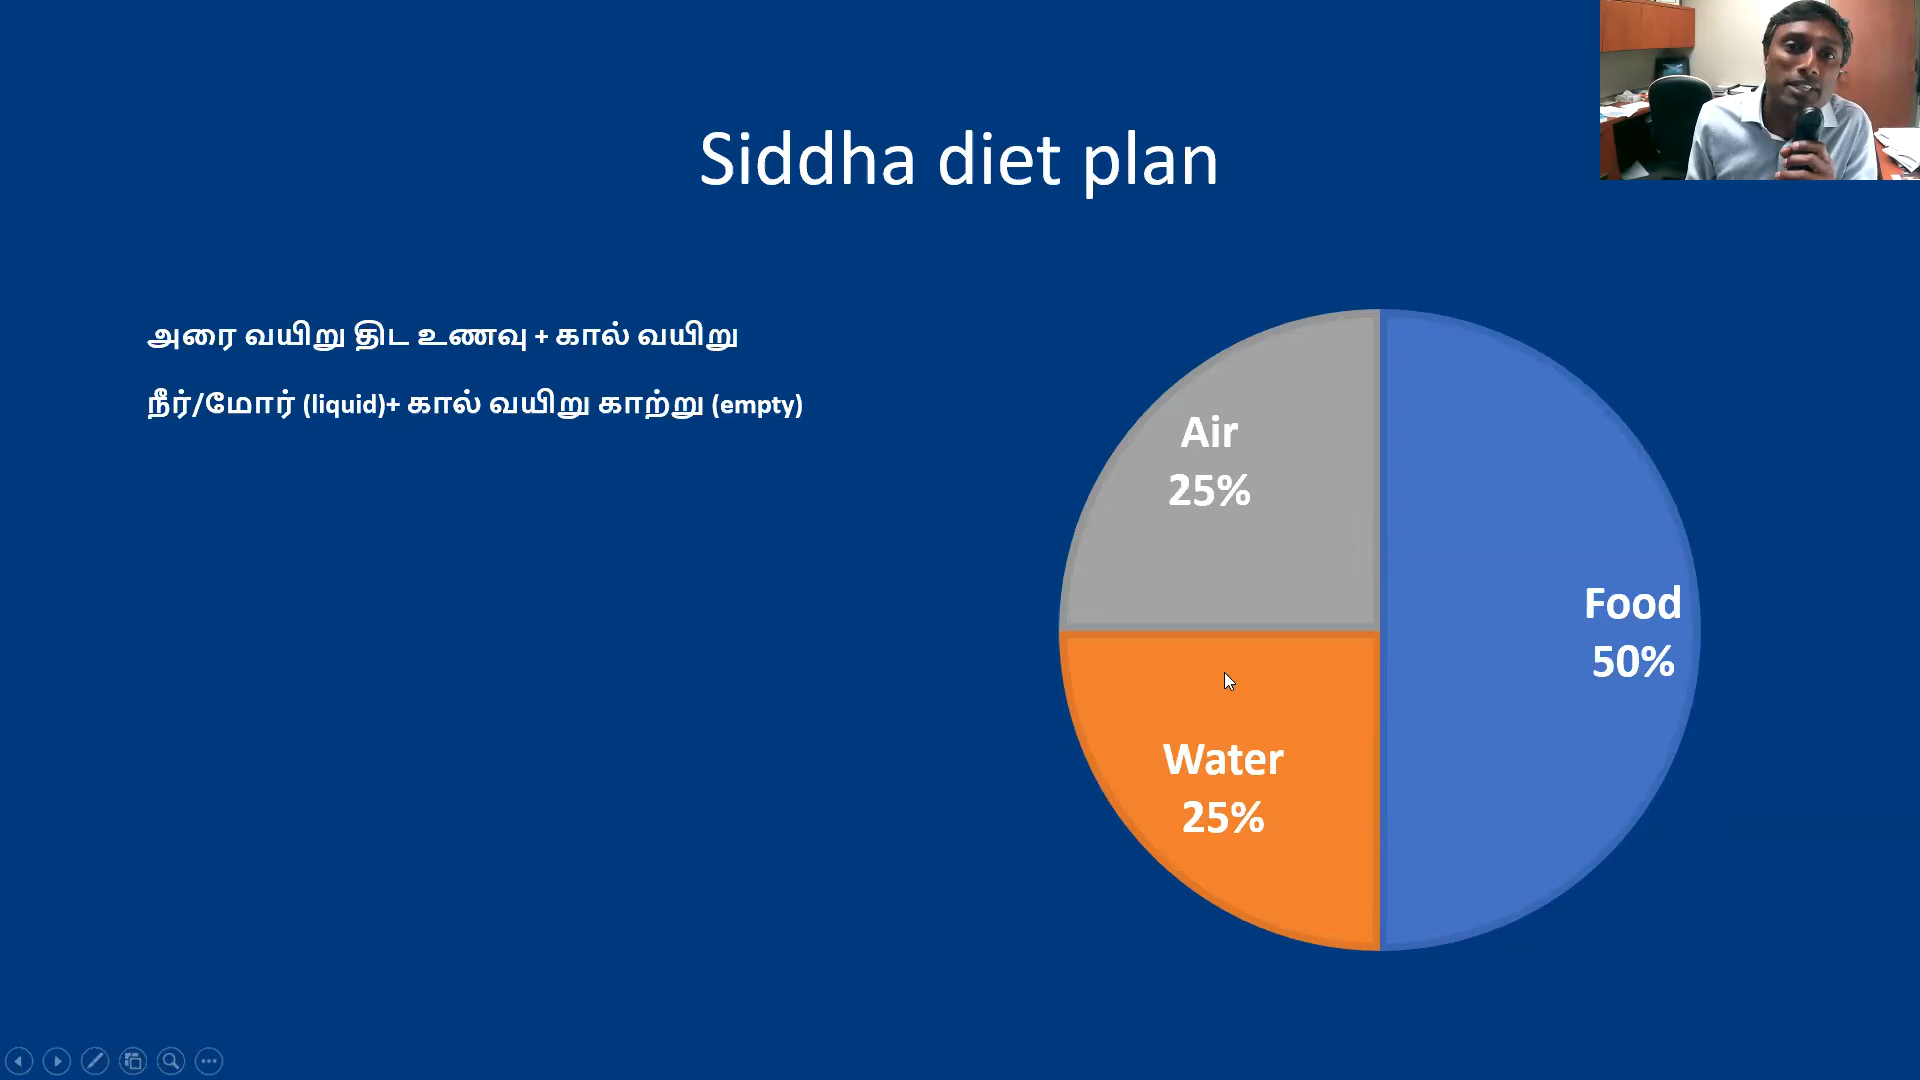 Siddha diet plan
அரை வயிறு திட உணவு + கால் வயிறு
நீர்/மோர் (liquid)+ கால் வயிறு காற்று (empty)
Air
25%
Food
50%
Water
25%